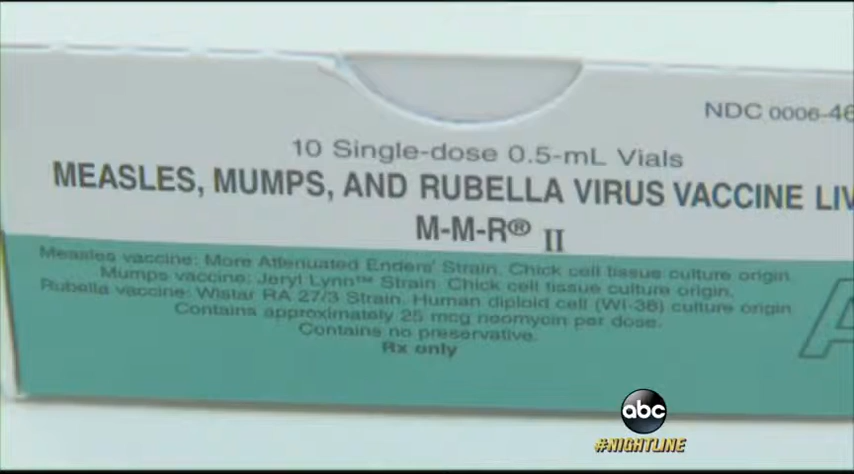 NDC 0006-46
10 Single-dose 0.5-mL Vials
MEASLES, MUMPS, AND RUBELLA VIRUS VACCINE LIV
M-M-R® II
Measles vaccine: More Attenuated Enders' Strain. Chick cell tissue culture origin.
Mumps vaccine: Jeryl Lynn™ Strain. Chick cell tissue culture origin.
Rubella vaccine: Wistar RA 27/3 Strain. Human diploid cell (WI-38) culture origin
Contains approximately 25 mcg neomycin per dose.
Contains no preservative.
Rx only
A
abc
#NIGHTLINE